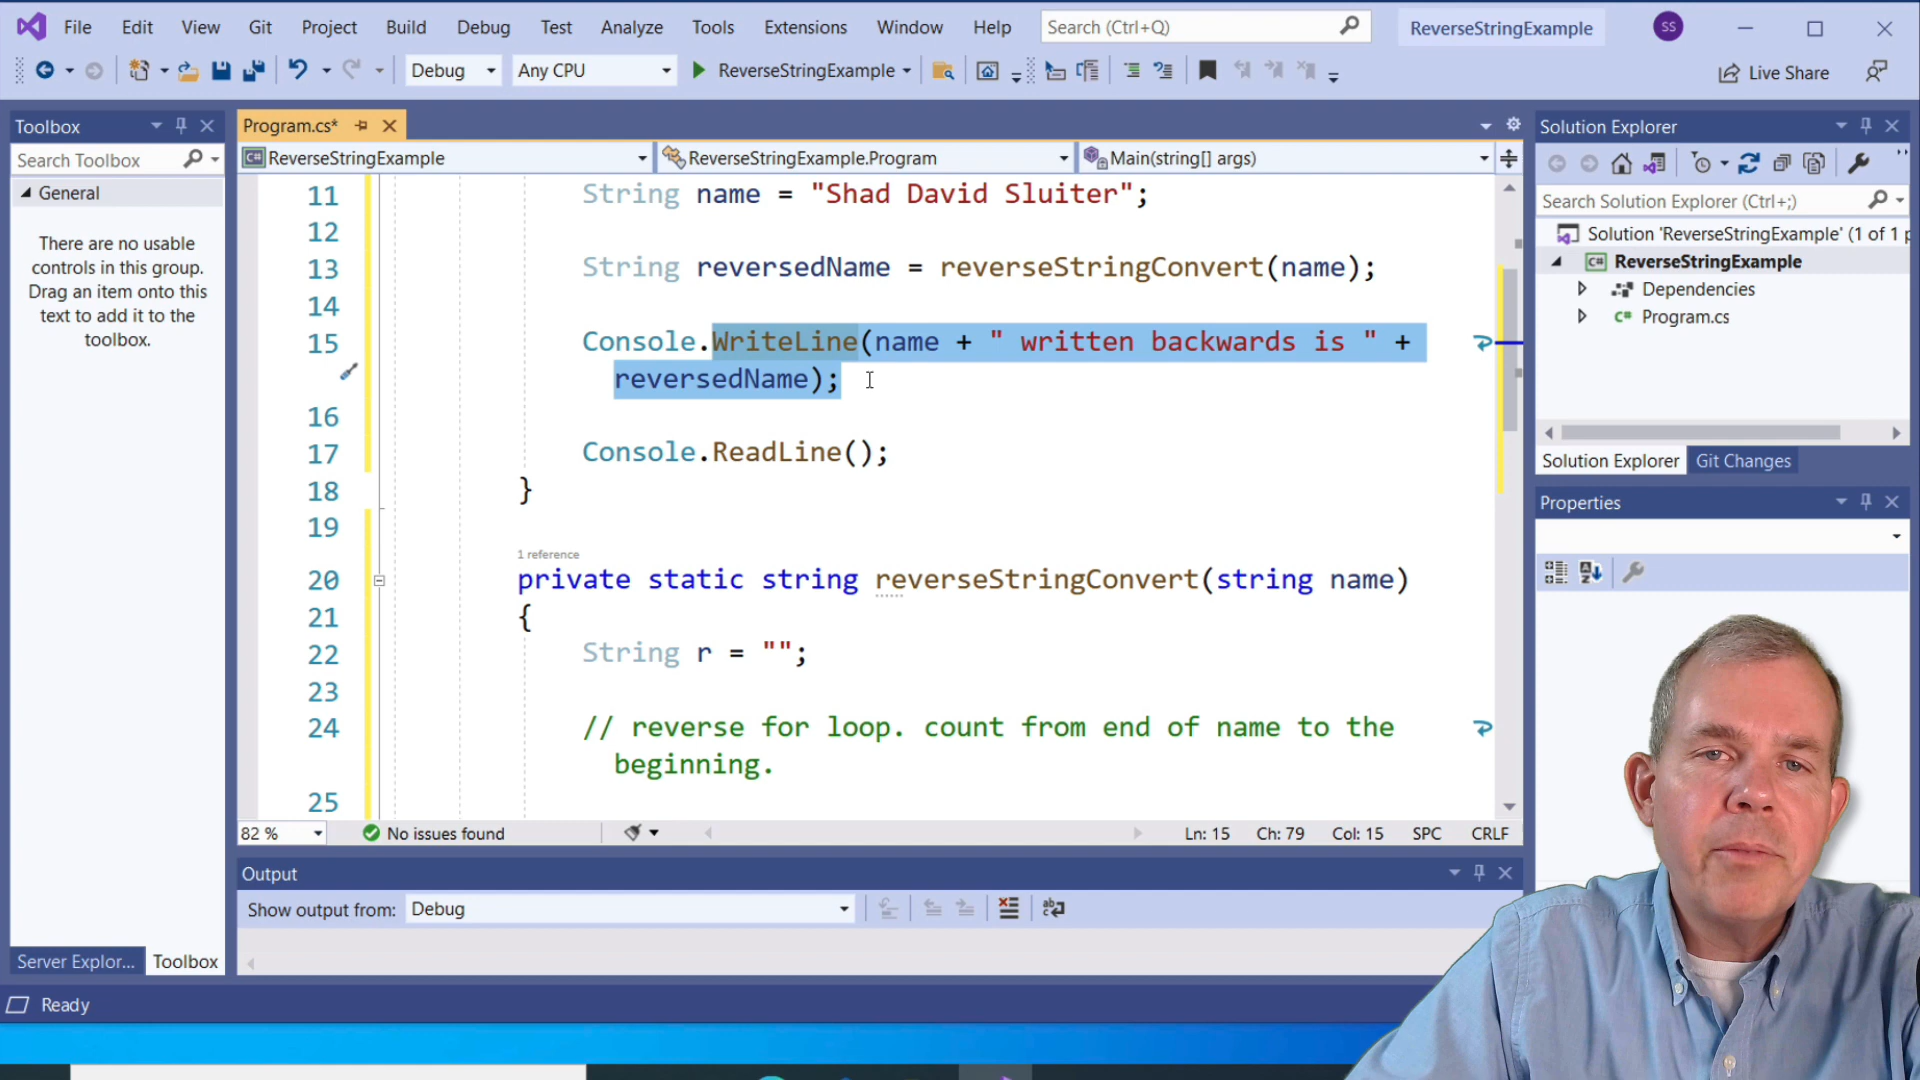 File Edit View Git Project Build Debug Test Analyze Tools Extensions Window Help Search (Ctrl+Q) ReverseStringExample SS
Debug Any CPU ReverseStringExample Live Share
Toolbox
Search Toolbox
General
There are no usable
controls in this group.
Drag an item onto this
text to add it to the
toolbox.
Server Explor... Toolbox
Program.cs*
ReverseStringExample ReverseStringExample.Program Main(string[] args)
11 String name = "Shad David Sluiter";
12
13 String reversedName = reverseStringConvert(name);
14
15 Console.WriteLine(name + " written backwards is " +
reversedName);
16
17 Console.ReadLine();
18 }
19
1 reference
20 private static string reverseStringConvert(string name)
21 {
22 String r = "";
23
24 // reverse for loop. count from end of name to the
beginning.
25
82 % No issues found Ln: 15 Ch: 79 Col: 15 SPC CRLF
Output
Show output from: Debug
Solution Explorer
Search Solution Explorer (Ctrl+;)
Solution 'ReverseStringExample' (1 of 1 p
C# ReverseStringExample
Dependencies
C# Program.cs
Solution Explorer Git Changes
Properties
Ready